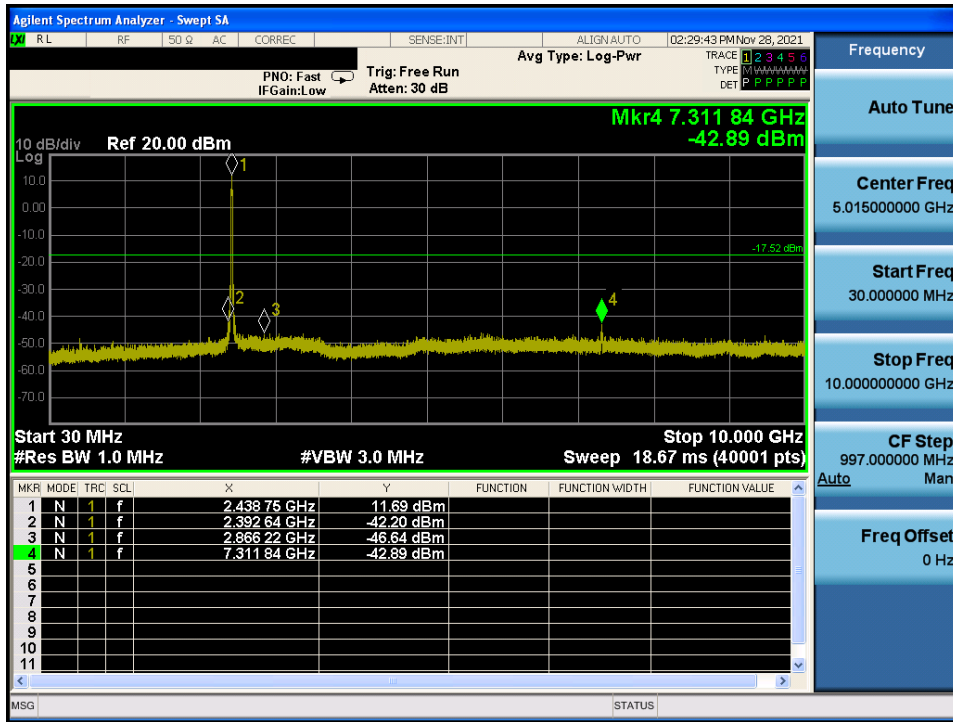 Agilent Spectrum Analyzer - Swept SA
LXI RL RF 50 Ω AC CORREC SENSE:INT ALIGNAUTO 02:29:43 PM Nov 28, 2021
Frequency
Avg Type: Log-Pwr
TRACE 1 2 3 4 5 6
PNO: Fast Trig: Free Run
TYPE MWWWWW
IFGain:Low Atten: 30 dB
DET P P P P P P
Auto Tune
Mkr4 7.311 84 GHz
-42.89 dBm
10 dB/div Ref 20.00 dBm
Log
1
10.0
0.00
-10.0
-17.52 dBm
-20.0
-30.0
2
3
4
-40.0
-50.0
-60.0
-70.0
Center Freq
5.015000000 GHz
Start Freq
30.000000 MHz
Stop Freq
10.000000000 GHz
Start 30 MHz Stop 10.000 GHz
#Res BW 1.0 MHz #VBW 3.0 MHz Sweep 18.67 ms (40001 pts)
CF Step
997.000000 MHz
Auto Man
Freq Offset
0 Hz
MKR MODE TRC SCL X Y FUNCTION FUNCTION WIDTH FUNCTION VALUE
1 N 1 f 2.438 75 GHz 11.69 dBm
2 N 1 f 2.392 64 GHz -42.20 dBm
3 N 1 f 2.866 22 GHz -46.64 dBm
4 N 1 f 7.311 84 GHz -42.89 dBm
5
6
7
8
9
10
11
MSG STATUS